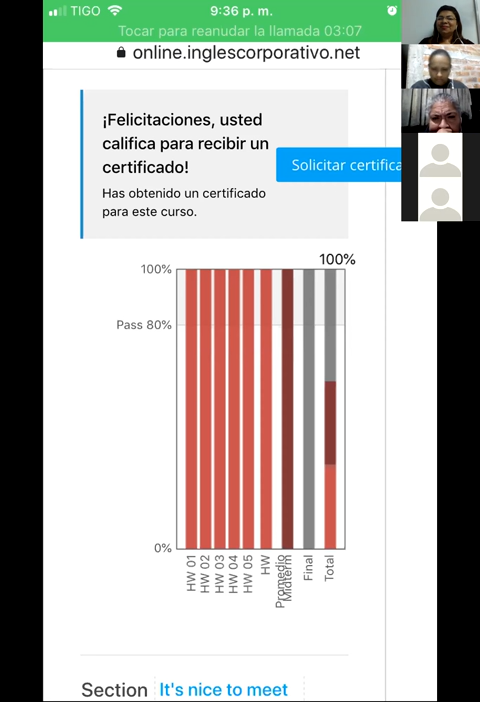 TIGO 9:36 p. m.
Tocar para reanudar la llamada 03:07
online.inglescorporativo.net
¡Felicitaciones, usted
califica para recibir un
certificado!
Has obtenido un certificado
para este curso.
Solicitar certifica
100%
100%
Pass 80%
0%
HW 01
HW 02
HW 03
HW 04
HW 05
HW
Promedio
Midterm
Final
Total
Section
It's nice to meet